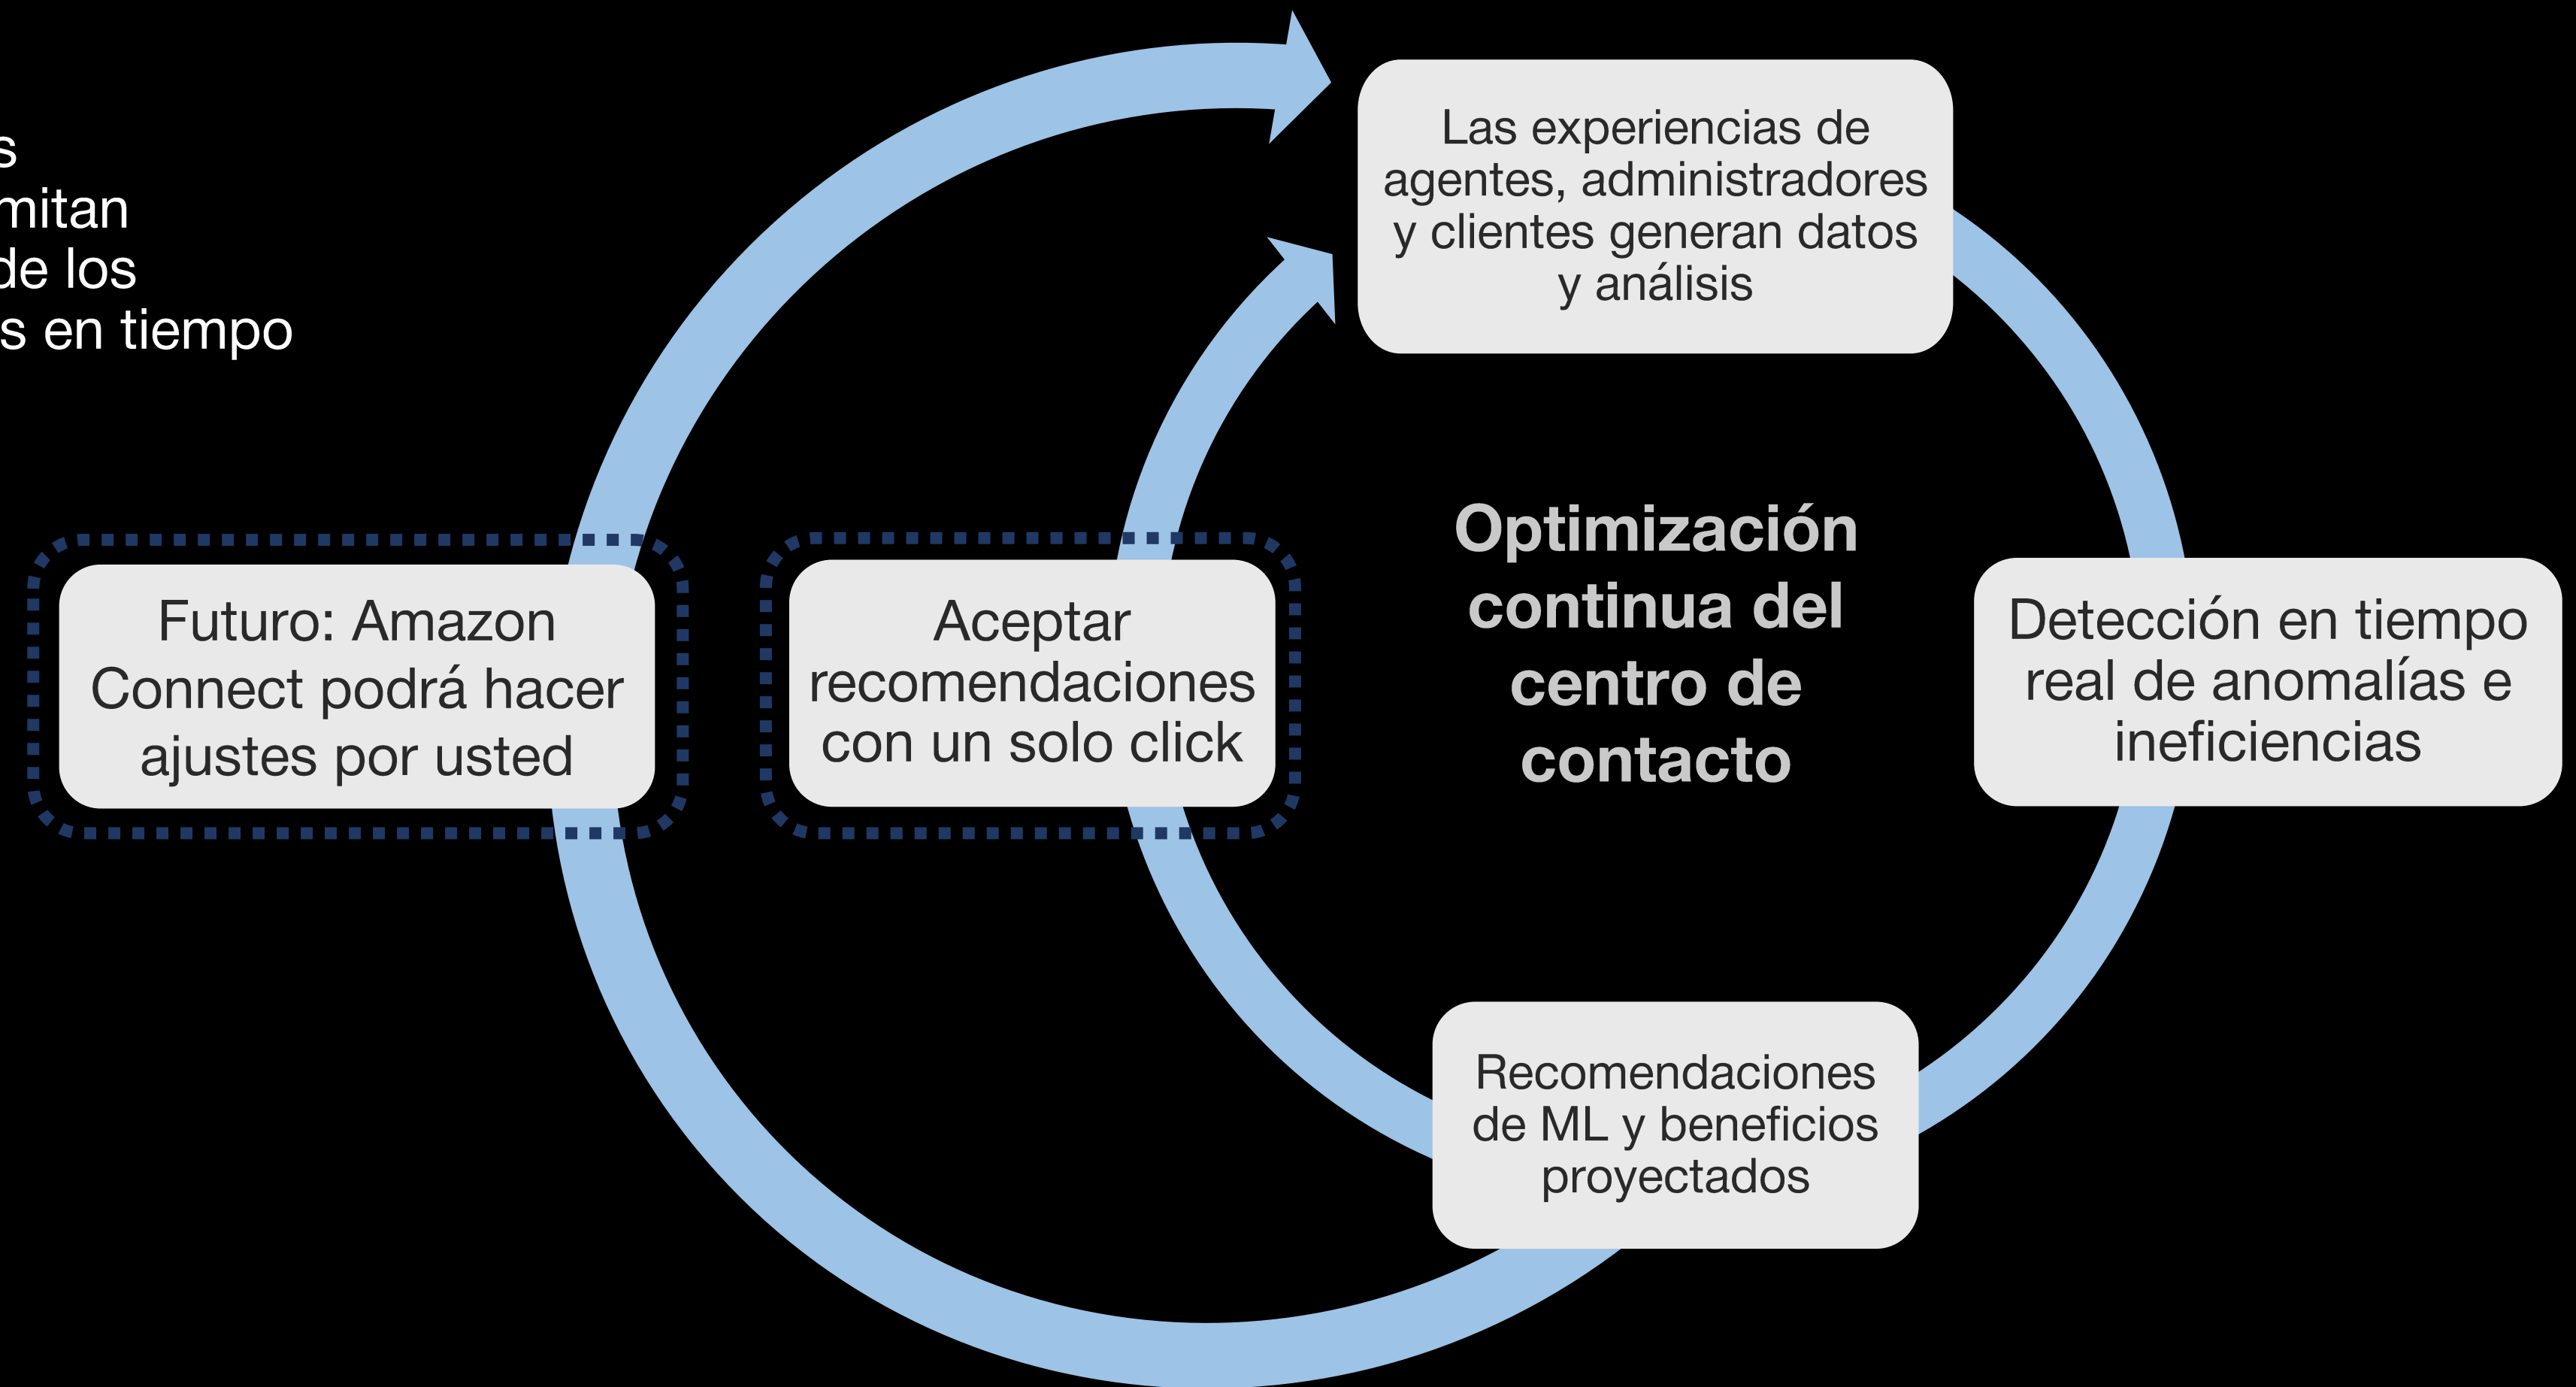 mitan
de los
s en tiempo
Las experiencias de
agentes, administradores
y clientes generan datos
y análisis
Futuro: Amazon
Connect podrá hacer
ajustes por usted
Aceptar
recomendaciones
con un solo click
Optimización
continua del
centro de
contacto
Detección en tiempo
real de anomalías e
ineficiencias
Recomendaciones
de ML y beneficios
proyectados